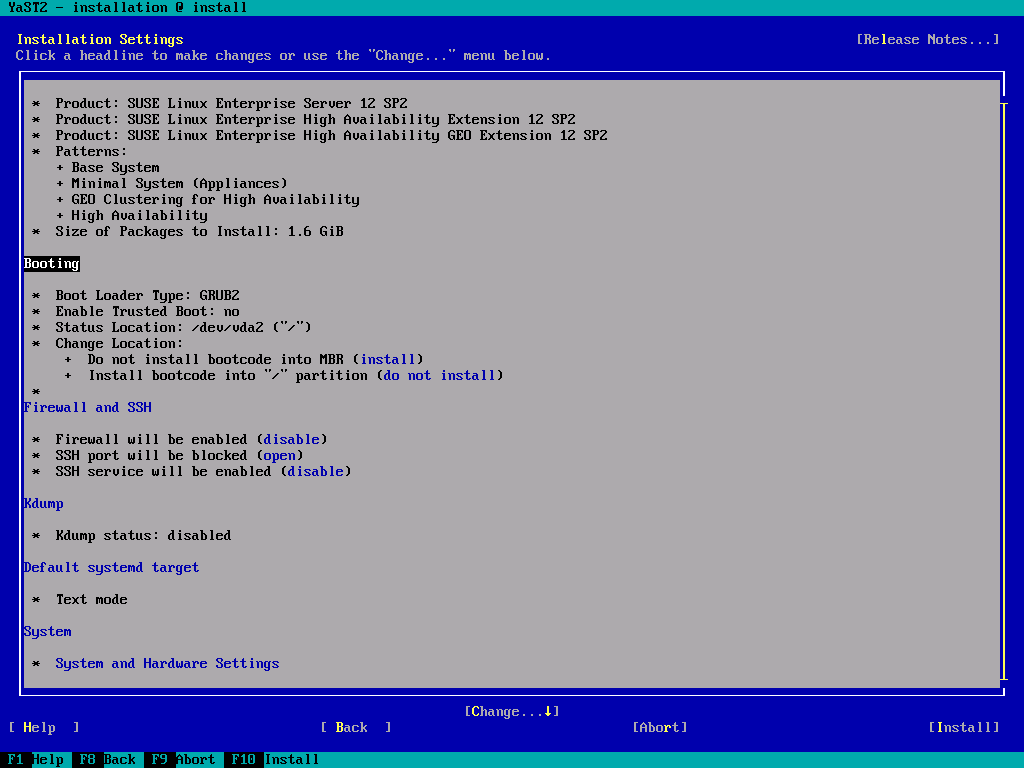 YaST2 - installation @ install
Installation Settings [Release Notes...]
Click a headline to make changes or use the "Change..." menu below.
* Product: SUSE Linux Enterprise Server 12 SP2
* Product: SUSE Linux Enterprise High Availability Extension 12 SP2
* Product: SUSE Linux Enterprise High Availability GEO Extension 12 SP2
* Patterns:
+ Base System
+ Minimal System (Appliances)
+ GEO Clustering for High Availability
+ High Availability
* Size of Packages to Install: 1.6 GiB
Booting
* Boot Loader Type: GRUB2
* Enable Trusted Boot: no
* Status Location: /dev/vda2 ("/")
* Change Location:
+ Do not install bootcode into MBR (install)
+ Install bootcode into "/" partition (do not install)
*
Firewall and SSH
* Firewall will be enabled (disable)
* SSH port will be blocked (open)
* SSH service will be enabled (disable)
Kdump
* Kdump status: disabled
Default systemd target
* Text mode
System
* System and Hardware Settings
[Change...↓]
[ Help ] [ Back ] [Abort] [Install]
F1 Help F8 Back F9 Abort F10 Install